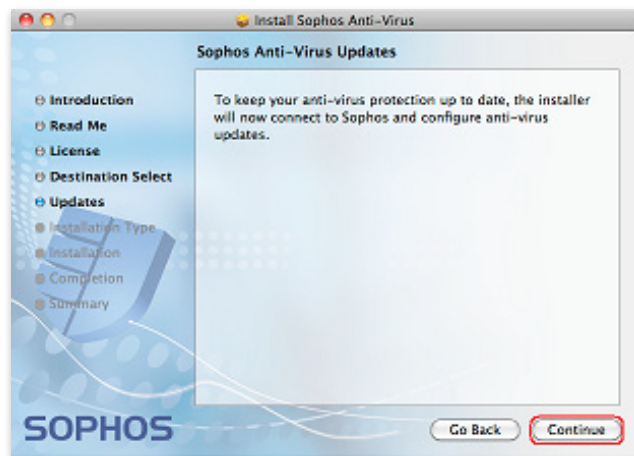 Install Sophos Anti-Virus
Sophos Anti-Virus Updates
Introduction
Read Me
License
Destination Select
Updates
Installation Type
Installation
Completion
Summary
To keep your anti-virus protection up to date, the installer
will now connect to Sophos and configure anti-virus
updates.
SOPHOS
Go Back
Continue